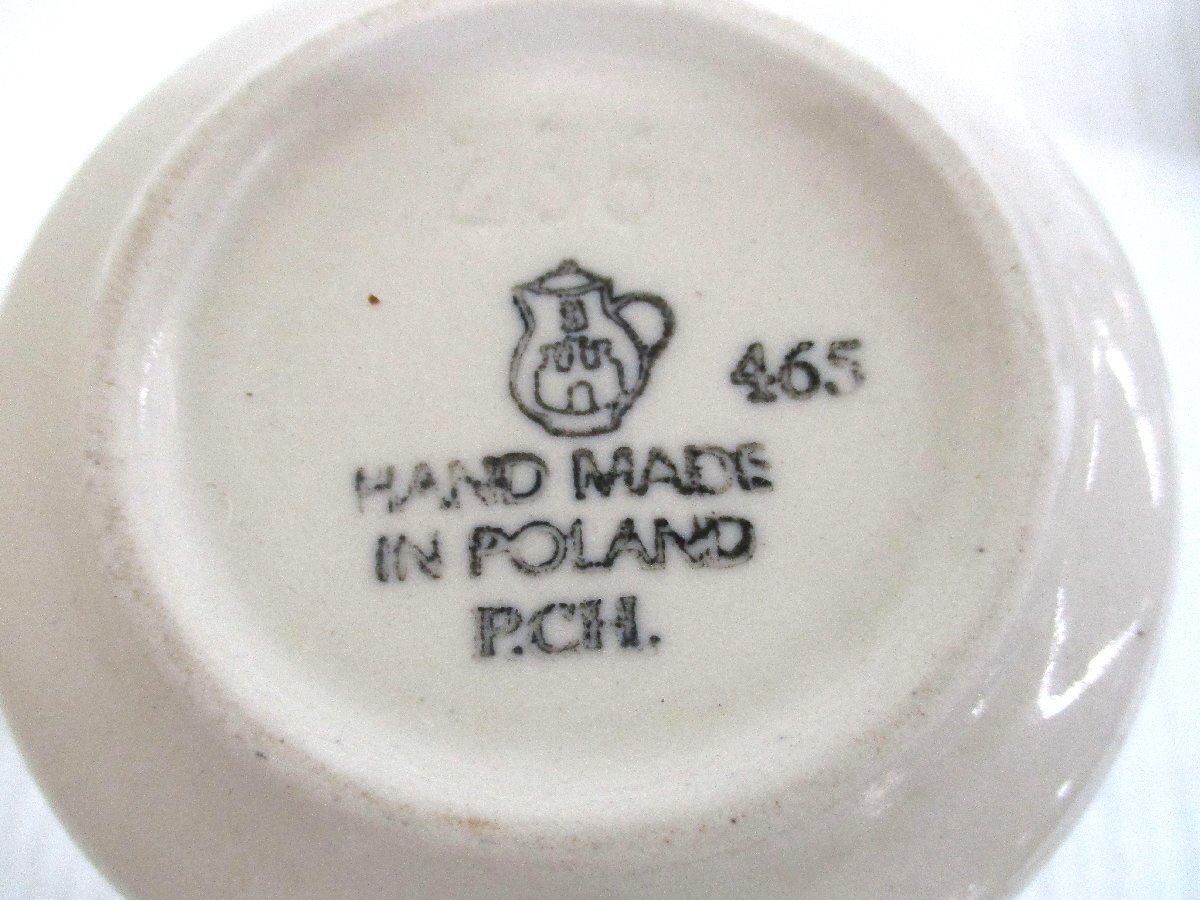 465
HAND MADE
IN POLAND
P.CH.